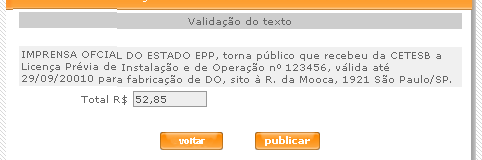 Validação do texto
IMPRENSA OFCIAL DO ESTADO EPP, torna público que recebeu da CETESB a
Licença Prévia de Instalação e de Operação nº 123456, válida até
29/09/20010 para fabricação de DO, sito à R. da Mooca, 1921 São Paulo/SP.
Total R$ 52,85
voltar publicar